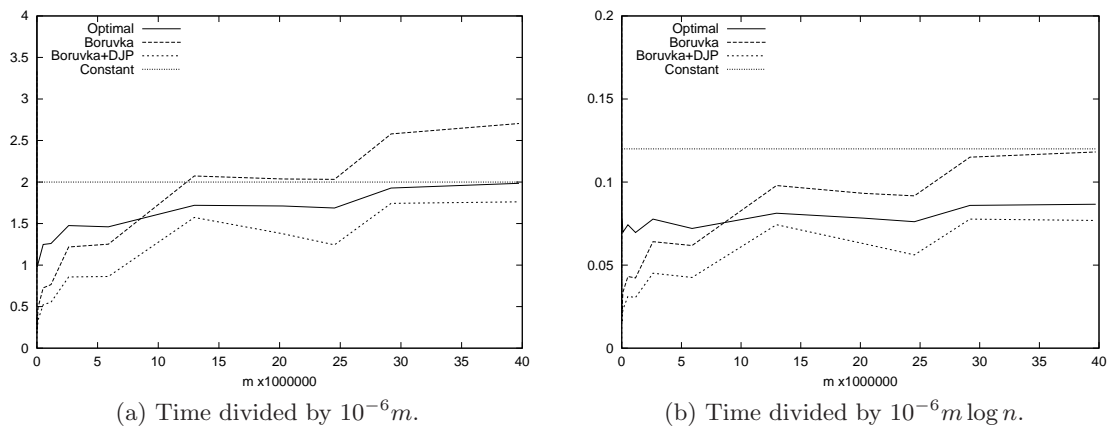 4
3.5
3
2.5
2
1.5
1
0.5
0
Optimal
Boruvka
Boruvka+DJP
Constant
0 5 10 15 20 25 30 35 40
m x1000000
(a) Time divided by 10⁻⁶m.
0.2
0.15
0.1
0.05
0
Optimal
Boruvka
Boruvka+DJP
Constant
0 5 10 15 20 25 30 35 40
m x1000000
(b) Time divided by 10⁻⁶m log n.